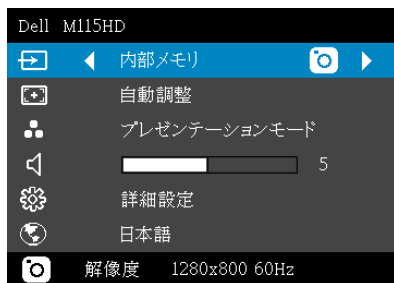 Dell M115HD
内部メモリ
自動調整
プレゼンテーションモード
5
詳細設定
日本語
解像度 1280x800 60Hz